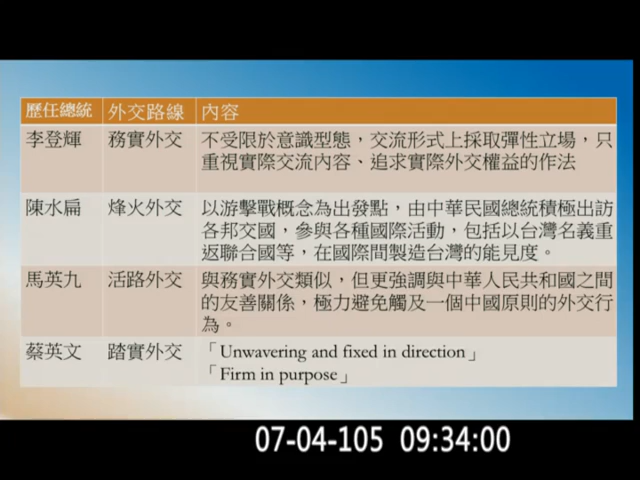 歷任總統 外交路線 內容
李登輝 務實外交 不受限於意識型態，交流形式上採取彈性立場，只
重視實際交流內容、追求實際外交權益的作法
陳水扁 烽火外交 以游擊戰概念為出發點，由中華民國總統積極出訪
各邦交國，參與各種國際活動，包括以台灣名義重
返聯合國等，在國際間製造台灣的能見度。
馬英九 活路外交 與務實外交類似，但更強調與中華人民共和國之間
的友善關係，極力避免觸及一個中國原則的外交行
為。
蔡英文 踏實外交 「Unwavering and fixed in direction」
「Firm in purpose」
07-04-105 09:34:00